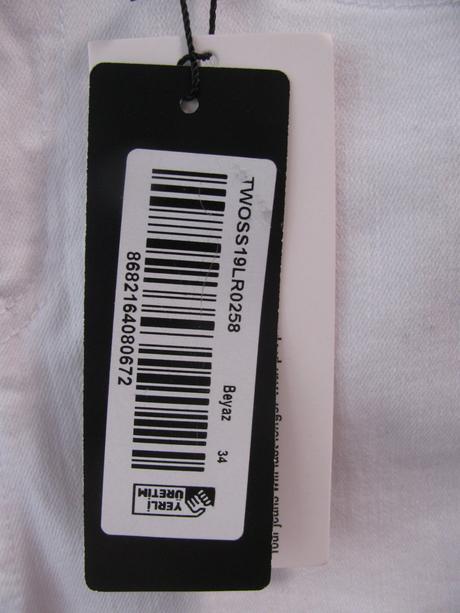 TWOSS19LR0258
Beyaz 34
8682164080672
YERLİ
ÜRETİM